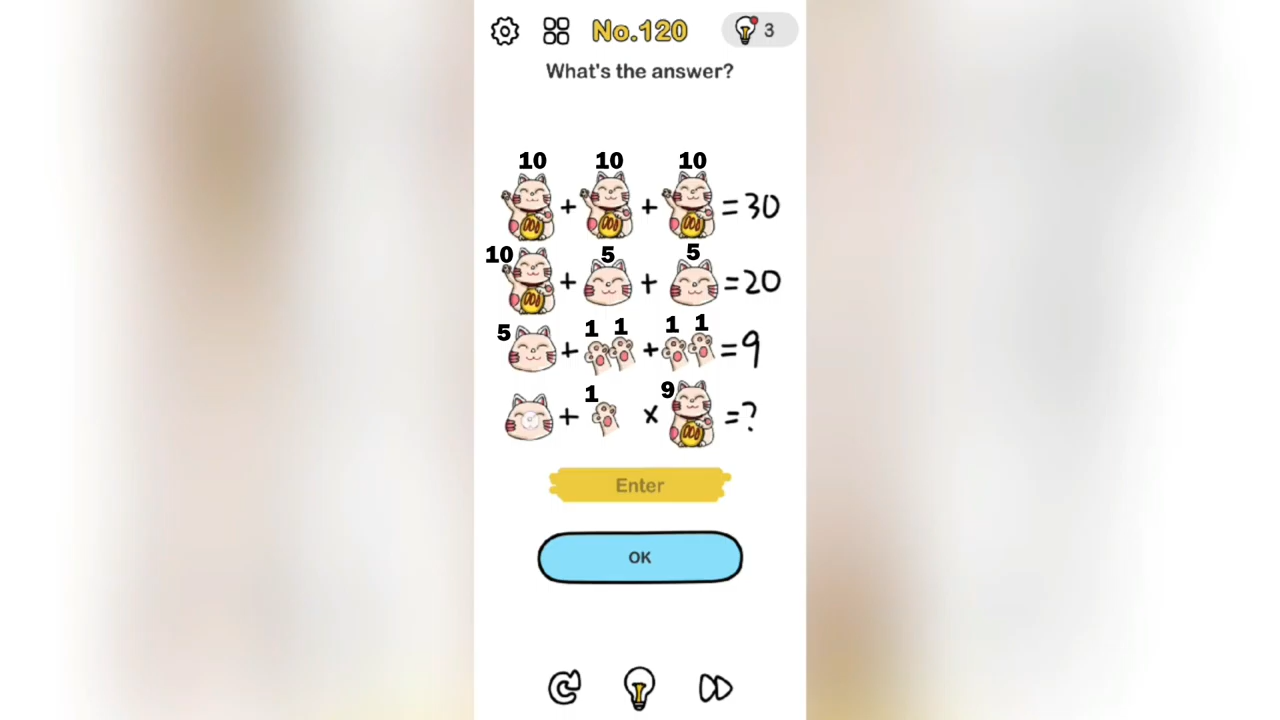 No.120 3
What's the answer?
10 10 10
+ + =30
10 5 5
+ + =20
5 1 1 1 1
+ + =9
1 9
+ x =?
Enter
OK